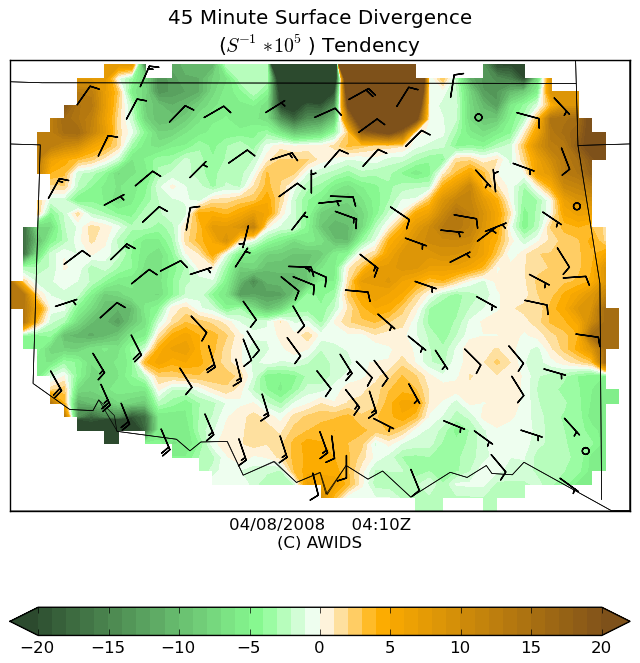 45 Minute Surface Divergence
(S⁻¹ *10⁵ ) Tendency
04/08/2008 04:10Z
(C) AWIDS
−20 −15 −10 −5 0 5 10 15 20